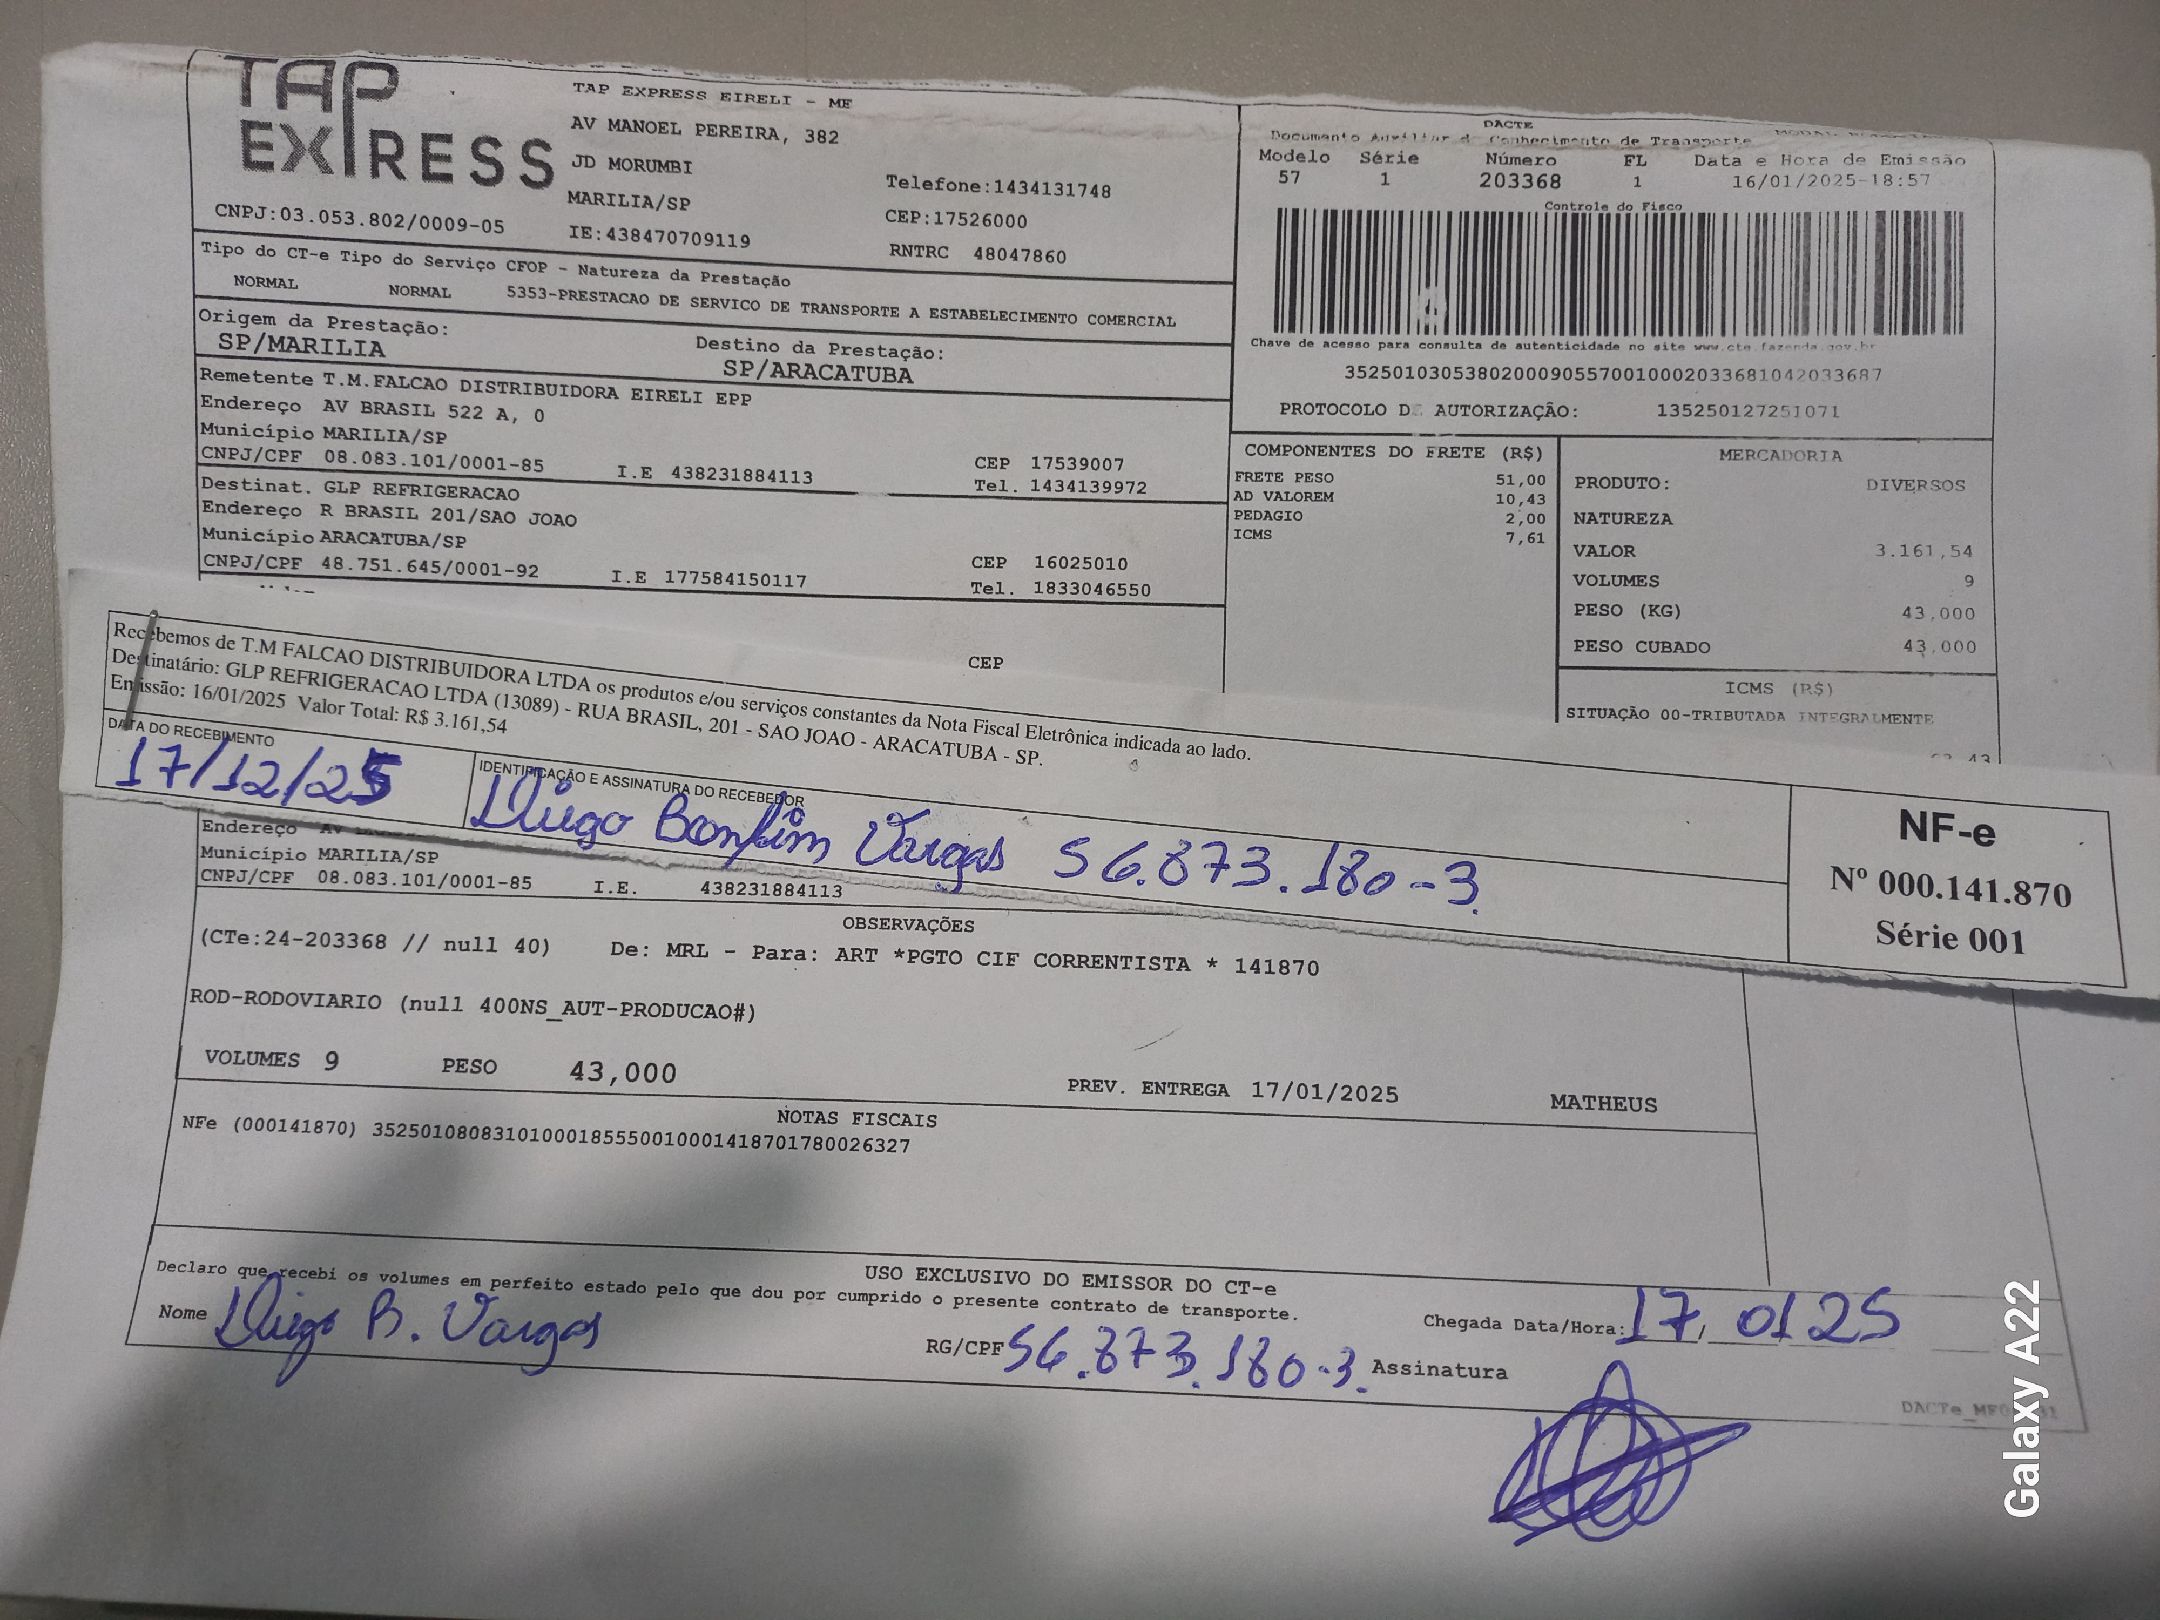 TAP
EXPRESS
CNPJ:03.053.802/0009-05
TAP EXPRESS EIRELI - ME
AV MANOEL PEREIRA, 382
JD MORUMBI
MARILIA/SP
IE:438470709119
Telefone:1434131748
CEP:17526000
RNTRC 48047860
DACTE
Documento Auxiliar d Conhecimento de Transporte
Modelo Série Número FL Data e Hora de Emissão
57 1 203368 1 16/01/2025-18:57
Controle do Fisco
Chave de acesso para consulta de autenticidade no site www.cte.fazenda.gov.br
35250103053802000905570010002033681042033687
PROTOCOLO DE AUTORIZAÇÃO: 135250127251071
Tipo do CT-e Tipo do Serviço CFOP - Natureza da Prestação
NORMAL NORMAL 5353-PRESTACAO DE SERVICO DE TRANSPORTE A ESTABELECIMENTO COMERCIAL
Origem da Prestação: Destino da Prestação:
SP/MARILIA SP/ARACATUBA
Remetente T.M.FALCAO DISTRIBUIDORA EIRELI EPP
Endereço AV BRASIL 522 A, 0
Município MARILIA/SP CEP 17539007
CNPJ/CPF 08.083.101/0001-85 I.E 438231884113 Tel. 1434139972
Destinat. GLP REFRIGERACAO
Endereço R BRASIL 201/SAO JOAO
Município ARACATUBA/SP CEP 16025010
CNPJ/CPF 48.751.645/0001-92 I.E 177584150117 Tel. 1833046550
CEP
COMPONENTES DO FRETE (R$)
FRETE PESO 51,00
AD VALOREM 10,43
PEDAGIO 2,00
ICMS 7,61
MERCADORIA
PRODUTO: DIVERSOS
NATUREZA
VALOR 3.161,54
VOLUMES 9
PESO (KG) 43,000
PESO CUBADO 43,000
ICMS (R$)
SITUAÇÃO 00-TRIBUTADA INTEGRALMENTE
Recebemos de T.M FALCAO DISTRIBUIDORA LTDA os produtos e/ou serviços constantes da Nota Fiscal Eletrônica indicada ao lado.
Destinatário: GLP REFRIGERACAO LTDA (13089) - RUA BRASIL, 201 - SAO JOAO - ARACATUBA - SP.
Emissão: 16/01/2025 Valor Total: R$ 3.161,54
DATA DO RECEBIMENTO
17/12/25
IDENTIFICAÇÃO E ASSINATURA DO RECEBEDOR
Diego Bonfim Vargas 56.873.180-3
NF-e
Nº 000.141.870
Série 001
Endereço AV
Município MARILIA/SP
CNPJ/CPF 08.083.101/0001-85 I.E. 438231884113
OBSERVAÇÕES
(CTe:24-203368 // null 40) De: MRL - Para: ART *PGTO CIF CORRENTISTA * 141870
ROD-RODOVIARIO (null 400NS_AUT-PRODUCAO#)
VOLUMES 9 PESO 43,000 PREV. ENTREGA 17/01/2025 MATHEUS
NOTAS FISCAIS
NFe (000141870) 35250108083101000185550010001418701780026327
USO EXCLUSIVO DO EMISSOR DO CT-e
Declaro que recebi os volumes em perfeito estado pelo que dou por cumprido o presente contrato de transporte.
Nome Diego B. Vargas RG/CPF 56.873.180-3. Assinatura
Chegada Data/Hora: 17/ 01 25
Galaxy A22